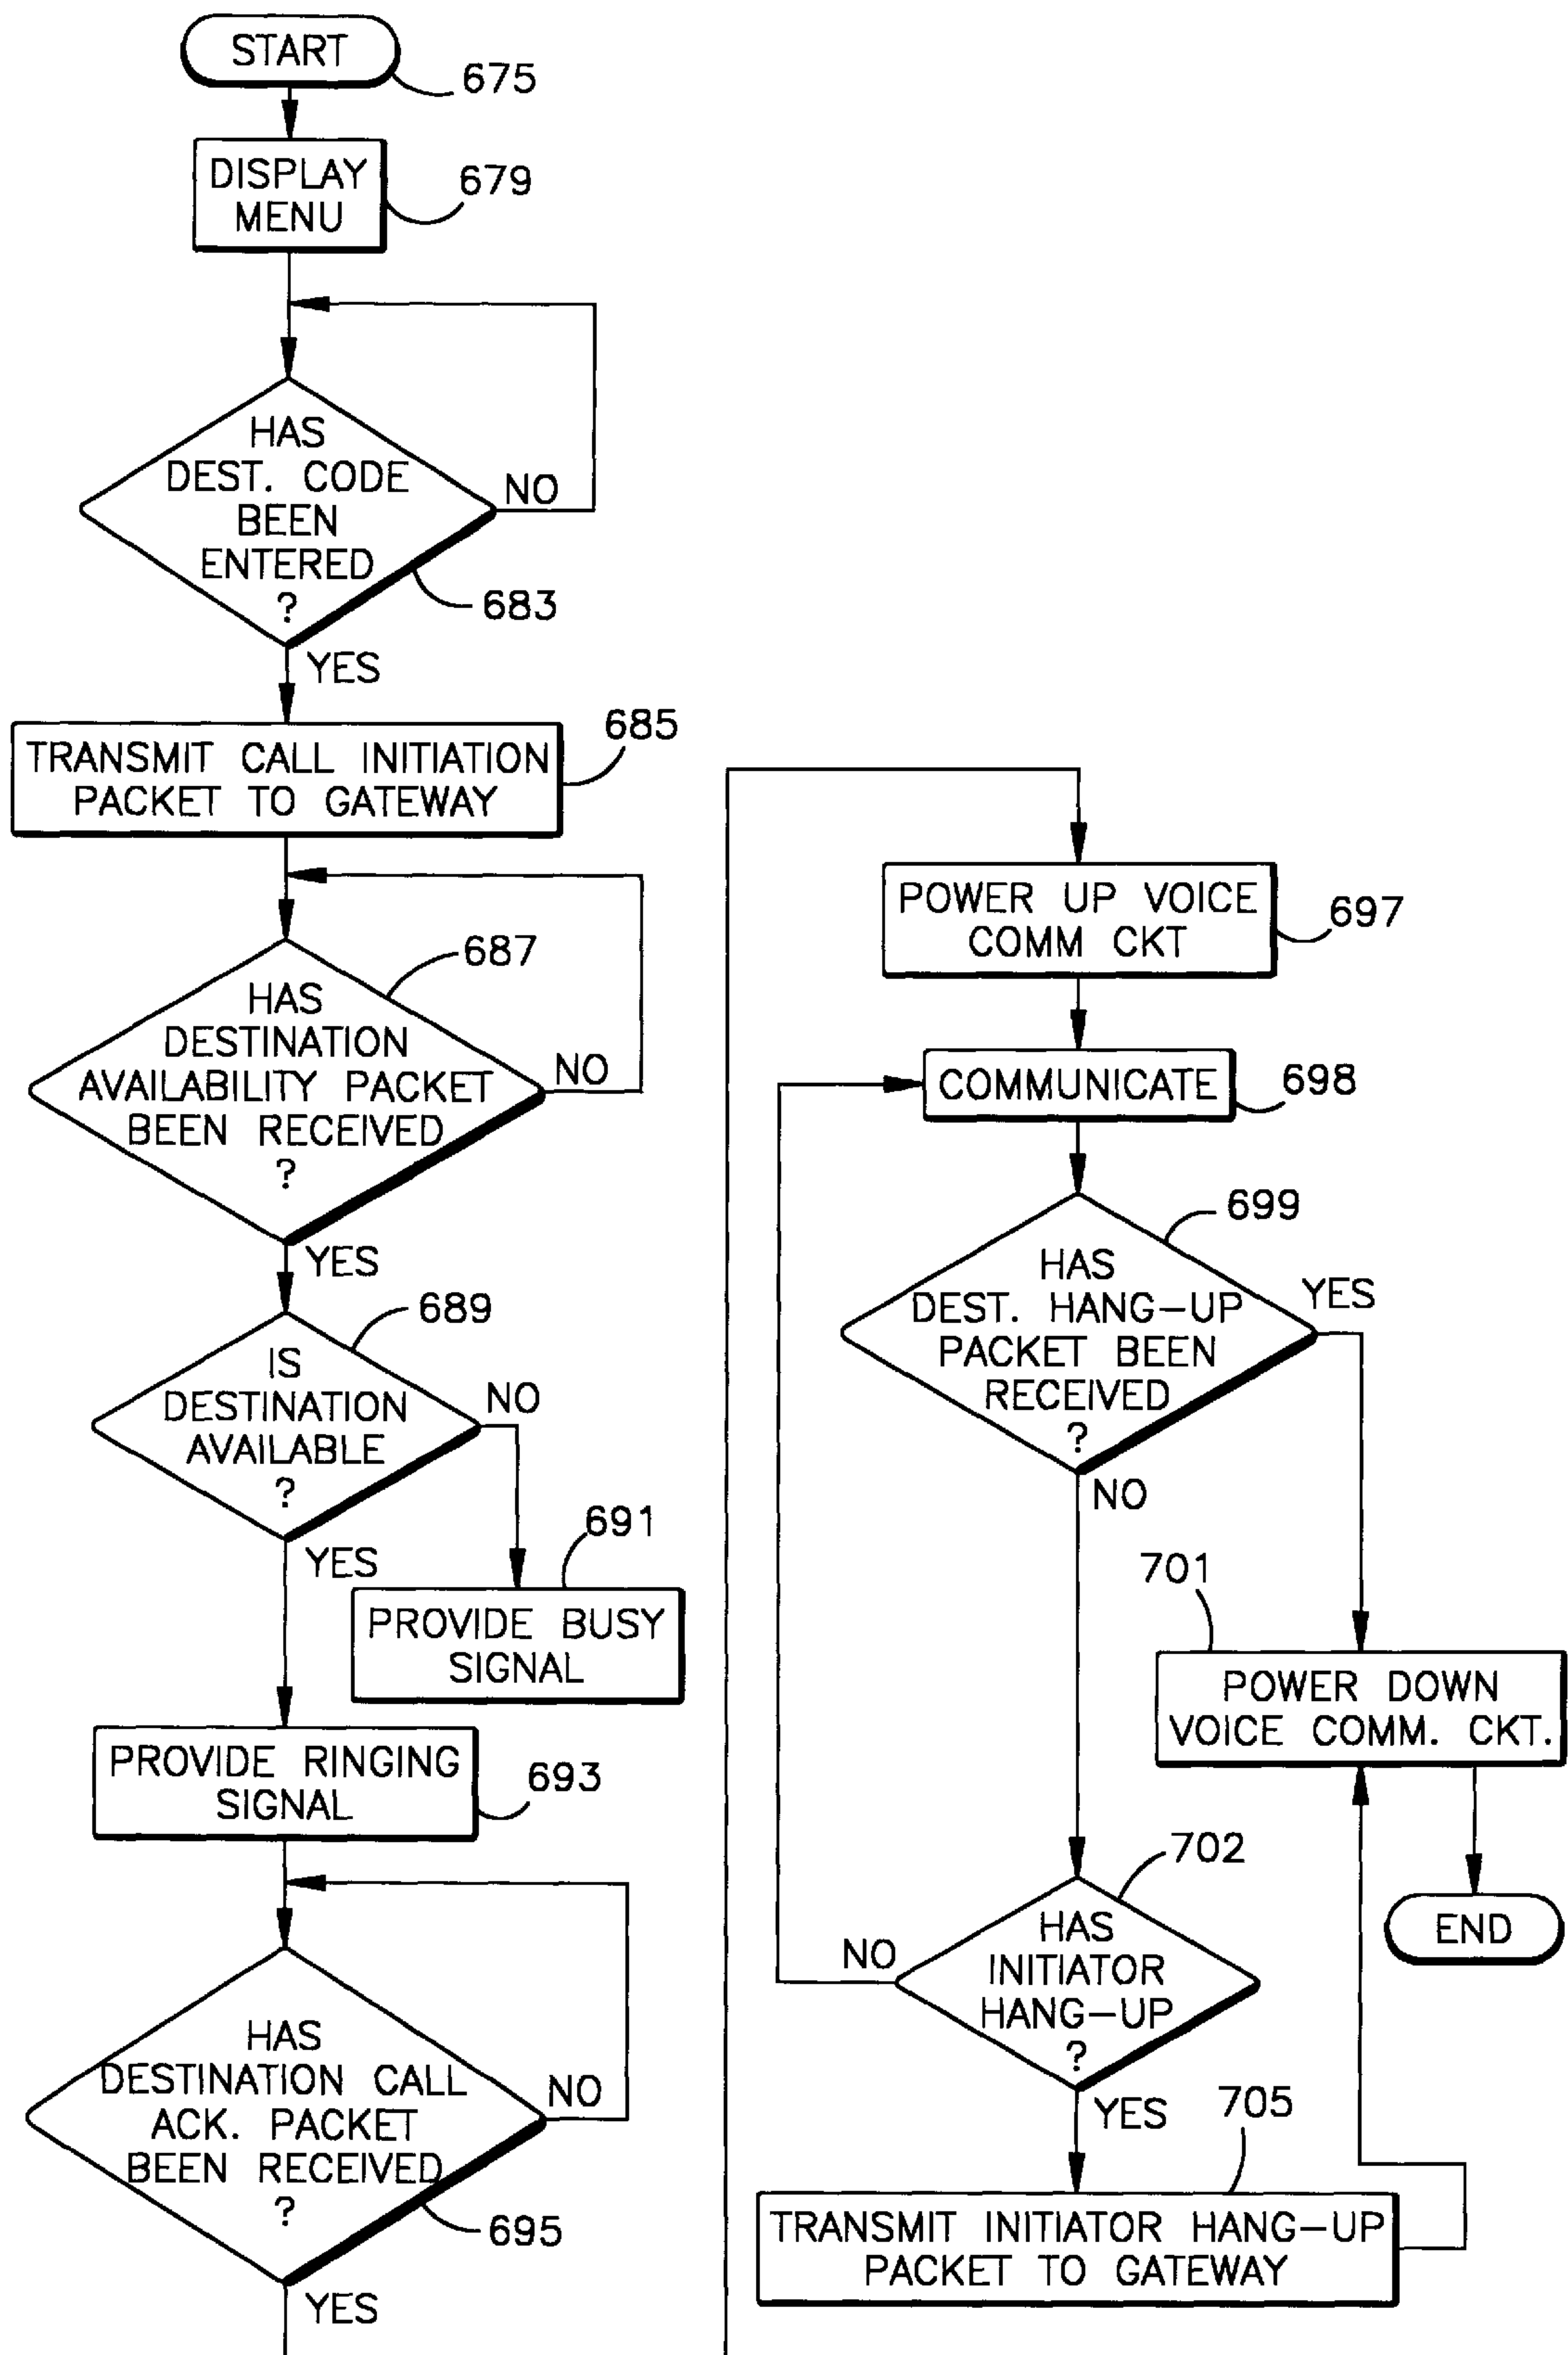 START
675
DISPLAY
MENU
679
HAS
DEST. CODE
BEEN
ENTERED
?
NO
683
YES
TRANSMIT CALL INITIATION
PACKET TO GATEWAY
685
687
HAS
DESTINATION
AVAILABILITY PACKET
BEEN RECEIVED
?
NO
YES
689
IS
DESTINATION
AVAILABLE
?
NO
691
YES
PROVIDE BUSY
SIGNAL
PROVIDE RINGING
SIGNAL
693
HAS
DESTINATION CALL
ACK. PACKET
BEEN RECEIVED
?
NO
695
YES
POWER UP VOICE
COMM CKT
697
COMMUNICATE
698
699
HAS
DEST. HANG-UP
PACKET BEEN
RECEIVED
?
YES
NO
701
POWER DOWN
VOICE COMM. CKT.
702
END
HAS
INITIATOR
HANG-UP
?
NO
YES
705
TRANSMIT INITIATOR HANG-UP
PACKET TO GATEWAY